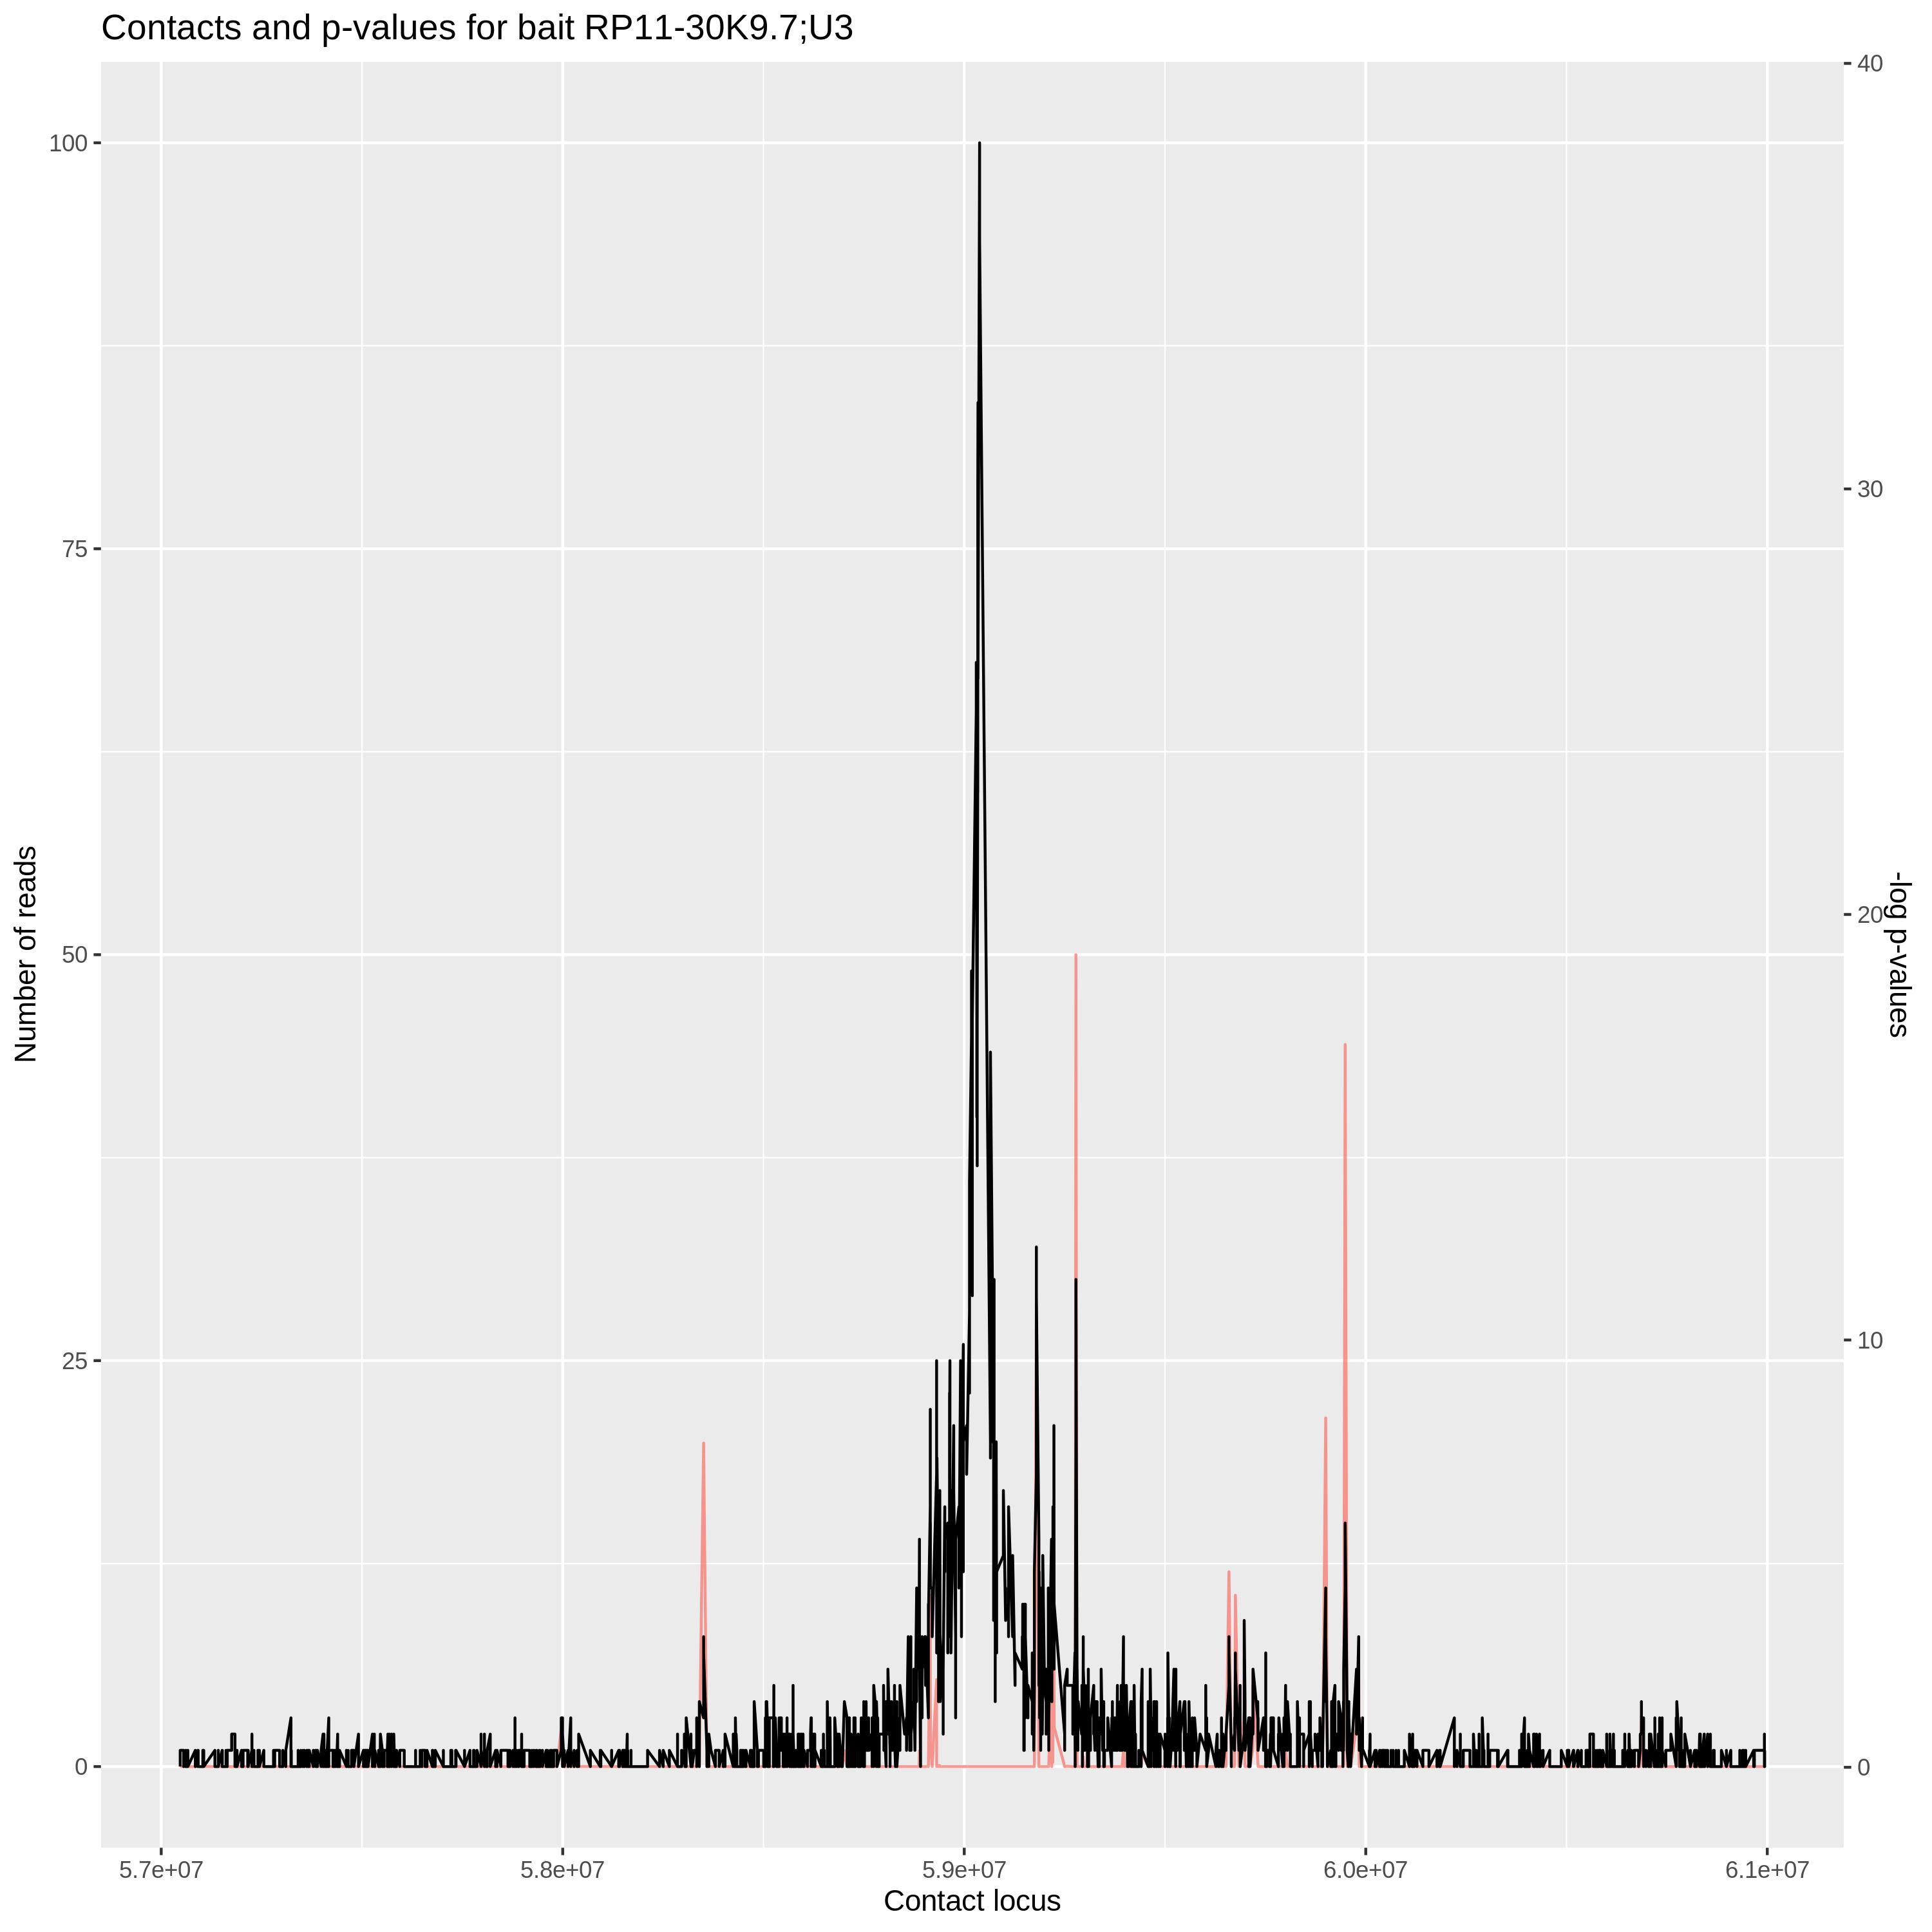 Contacts and p-values for bait RP11-30K9.7;U3
Number of reads
100
75
50
25
0
40
30
20
10
0
-log p-values
5.7e+07 5.8e+07 5.9e+07 6.0e+07 6.1e+07
Contact locus